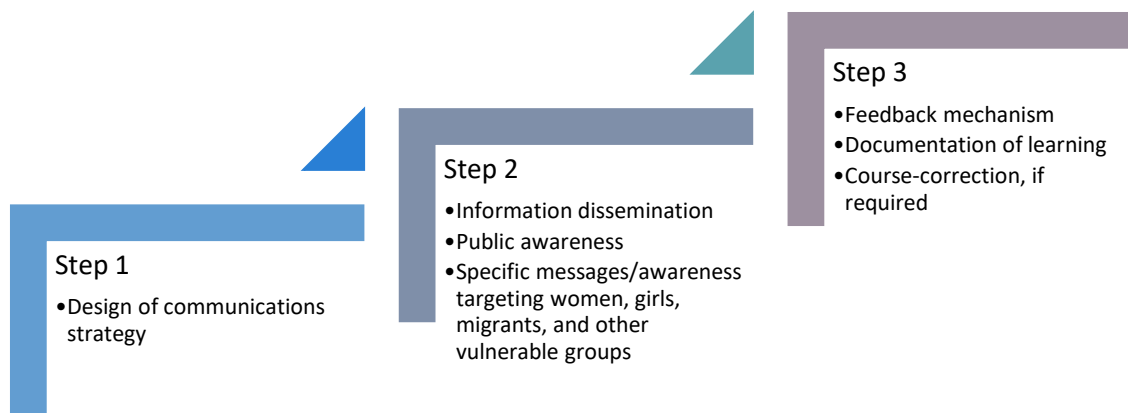 Step 1
•Design of communications
strategy
Step 2
•Information dissemination
•Public awareness
•Specific messages/awareness
targeting women, girls,
migrants, and other
vulnerable groups
Step 3
•Feedback mechanism
•Documentation of learning
•Course-correction, if
required